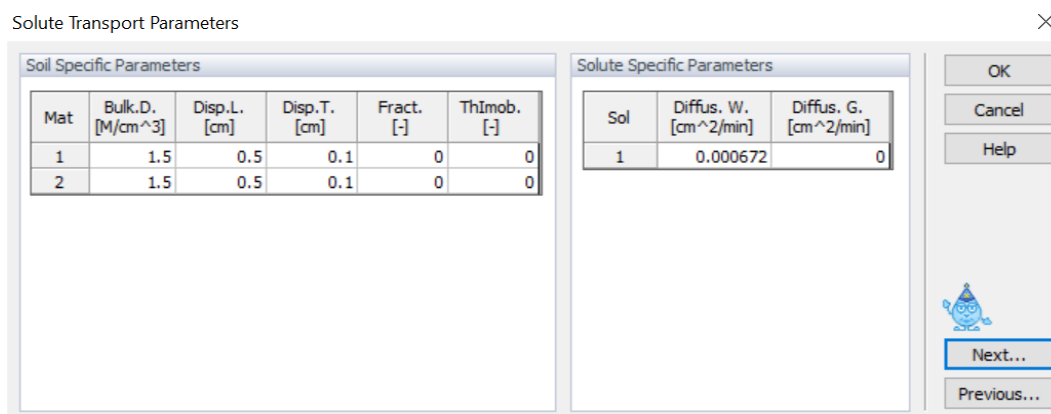 Solute Transport Parameters
Soil Specific Parameters
Mat Bulk.D. [M/cm^3] Disp.L. [cm] Disp.T. [cm] Fract. [-] ThImob. [-]
1 1.5 0.5 0.1 0 0
2 1.5 0.5 0.1 0 0
Solute Specific Parameters
Sol Diffus. W. [cm^2/min] Diffus. G. [cm^2/min]
1 0.000672 0
OK
Cancel
Help
Next...
Previous...